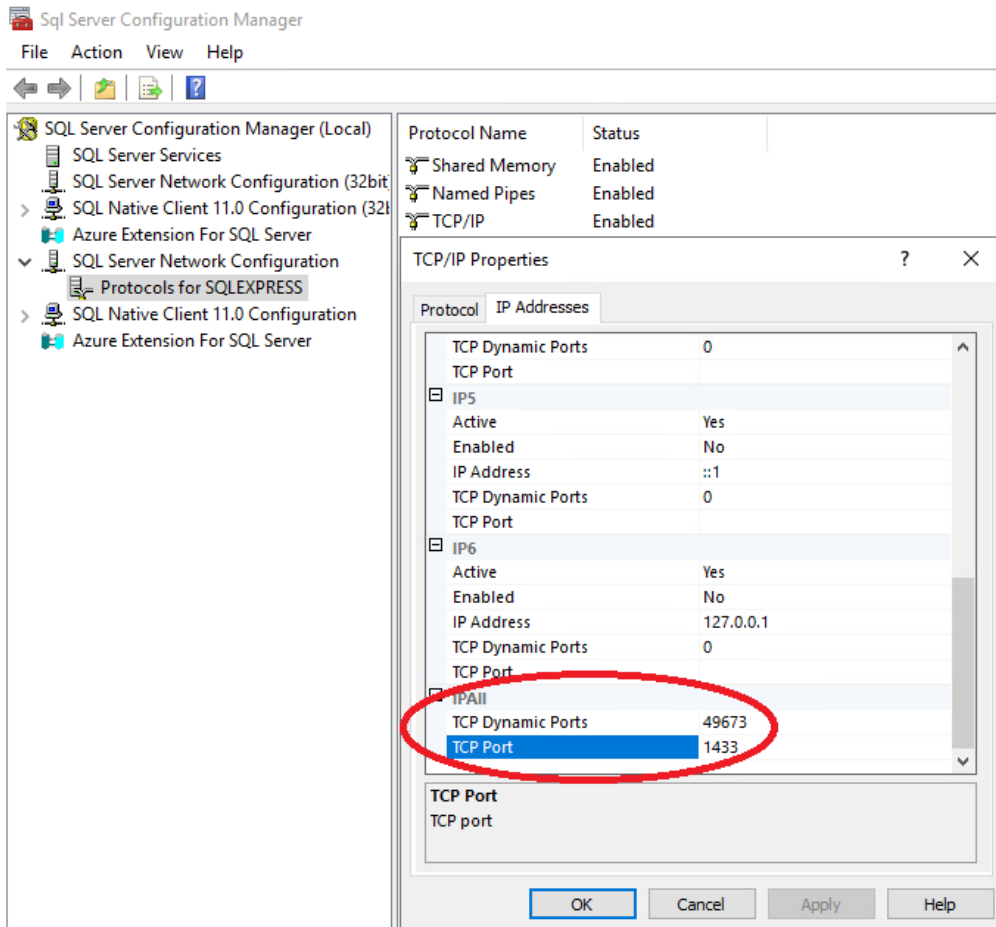 Sql Server Configuration Manager
File Action View Help
SQL Server Configuration Manager (Local)
SQL Server Services
SQL Server Network Configuration (32bit
SQL Native Client 11.0 Configuration (32b
Azure Extension For SQL Server
SQL Server Network Configuration
Protocols for SQLEXPRESS
SQL Native Client 11.0 Configuration
Azure Extension For SQL Server
Protocol Name Status
Shared Memory Enabled
Named Pipes Enabled
TCP/IP Enabled
TCP/IP Properties ? X
Protocol IP Addresses
TCP Dynamic Ports 0
TCP Port
IP5
Active Yes
Enabled No
IP Address ::1
TCP Dynamic Ports 0
TCP Port
IP6
Active Yes
Enabled No
IP Address 127.0.0.1
TCP Dynamic Ports 0
TCP Port
IPAll
TCP Dynamic Ports 49673
TCP Port 1433
TCP Port
TCP port
OK Cancel Apply Help